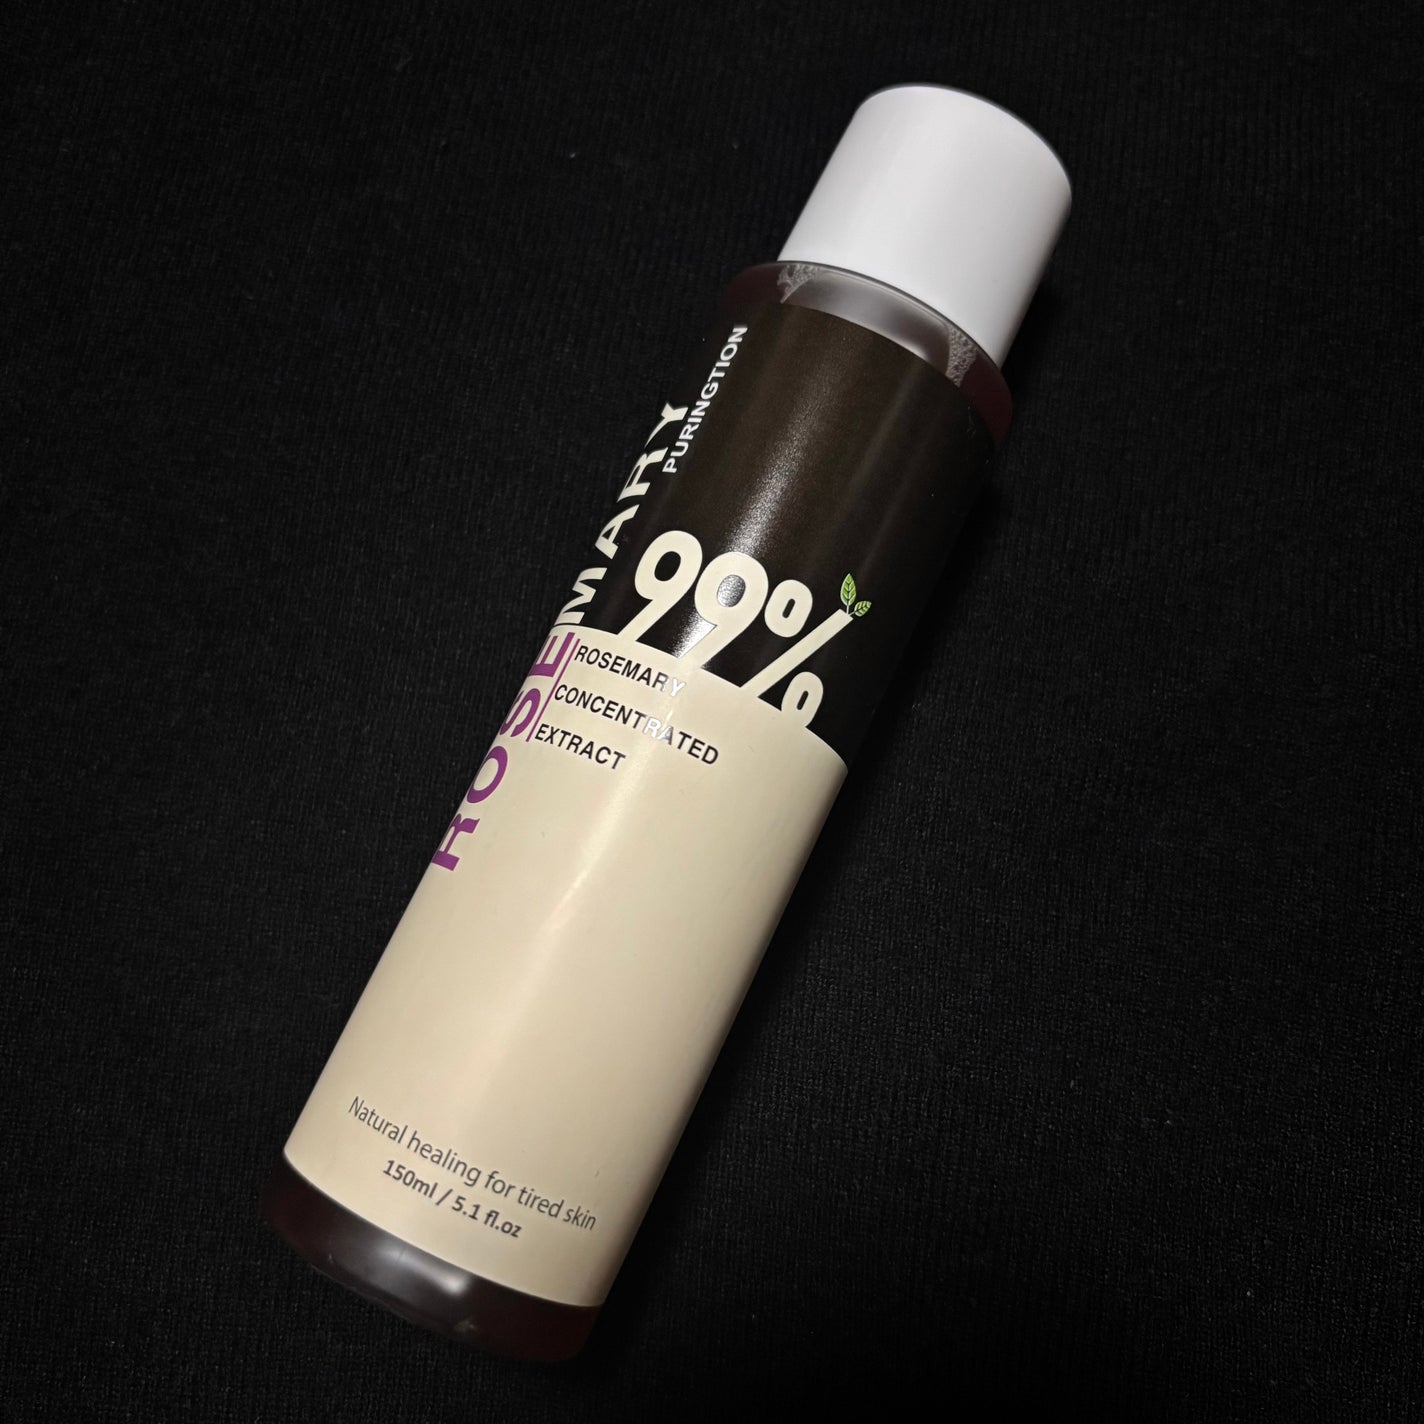 ROSEMARY
PURINGTION
99%
ROSEMARY
CONCENTRATED
EXTRACT
Natural healing for tired skin
150ml / 5.1 fl.oz